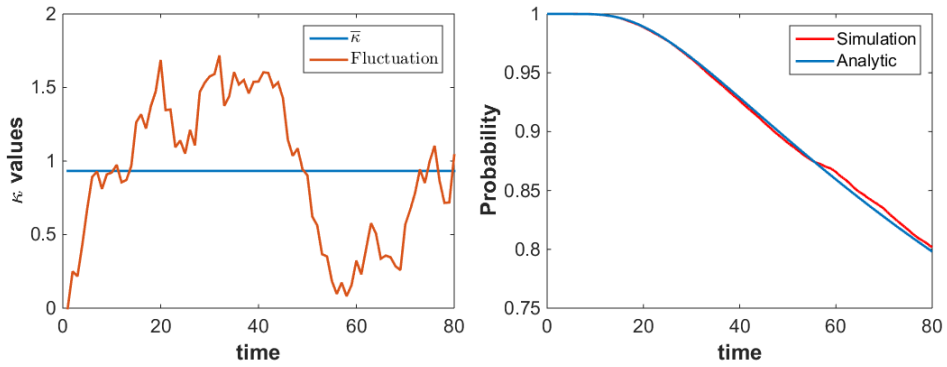 2
1.5
1
0.5
0
κ values
0
20
40
60
80
time
κ̅
Fluctuation
1
0.95
0.9
0.85
0.8
0.75
Probability
0
20
40
60
80
time
Simulation
Analytic